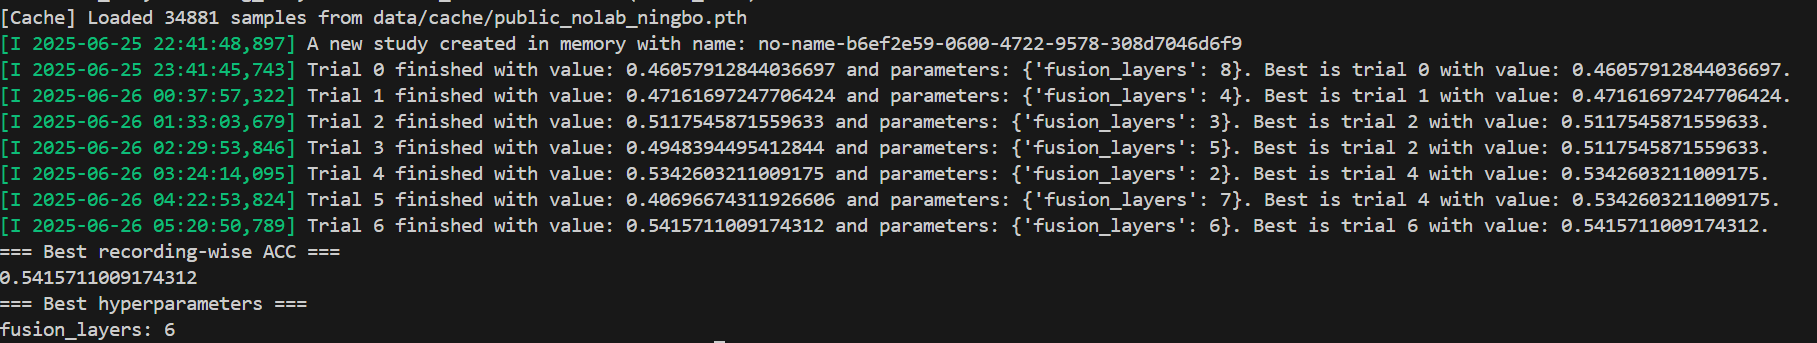 [Cache] Loaded 34881 samples from data/cache/public_nolab_ningbo.pth
[I 2025-06-25 22:41:48,897] A new study created in memory with name: no-name-b6ef2e59-0600-4722-9578-308d7046d6f9
[I 2025-06-25 23:41:45,743] Trial 0 finished with value: 0.46057912844036697 and parameters: {'fusion_layers': 8}. Best is trial 0 with value: 0.46057912844036697.
[I 2025-06-26 00:37:57,322] Trial 1 finished with value: 0.47161697247706424 and parameters: {'fusion_layers': 4}. Best is trial 1 with value: 0.47161697247706424.
[I 2025-06-26 01:33:03,679] Trial 2 finished with value: 0.5117545871559633 and parameters: {'fusion_layers': 3}. Best is trial 2 with value: 0.5117545871559633.
[I 2025-06-26 02:29:53,846] Trial 3 finished with value: 0.4948394495412844 and parameters: {'fusion_layers': 5}. Best is trial 2 with value: 0.5117545871559633.
[I 2025-06-26 03:24:14,095] Trial 4 finished with value: 0.5342603211009175 and parameters: {'fusion_layers': 2}. Best is trial 4 with value: 0.5342603211009175.
[I 2025-06-26 04:22:53,824] Trial 5 finished with value: 0.40696674311926606 and parameters: {'fusion_layers': 7}. Best is trial 4 with value: 0.5342603211009175.
[I 2025-06-26 05:20:50,789] Trial 6 finished with value: 0.5415711009174312 and parameters: {'fusion_layers': 6}. Best is trial 6 with value: 0.5415711009174312.
=== Best recording-wise ACC ===
0.5415711009174312
=== Best hyperparameters ===
fusion_layers: 6